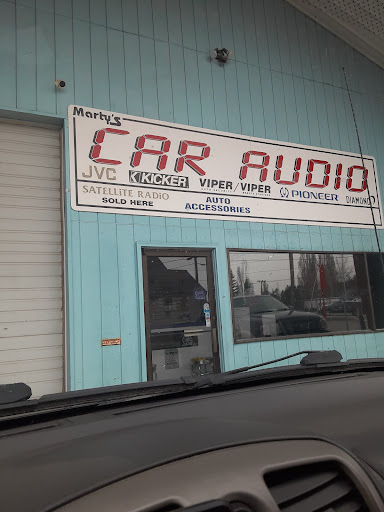 Marty's
CAR AUDIO
JVC KICKER VIPER/VIPER PIONEER DIAMOND
SATELLITE RADIO
SOLD HERE
AUTO
ACCESSORIES